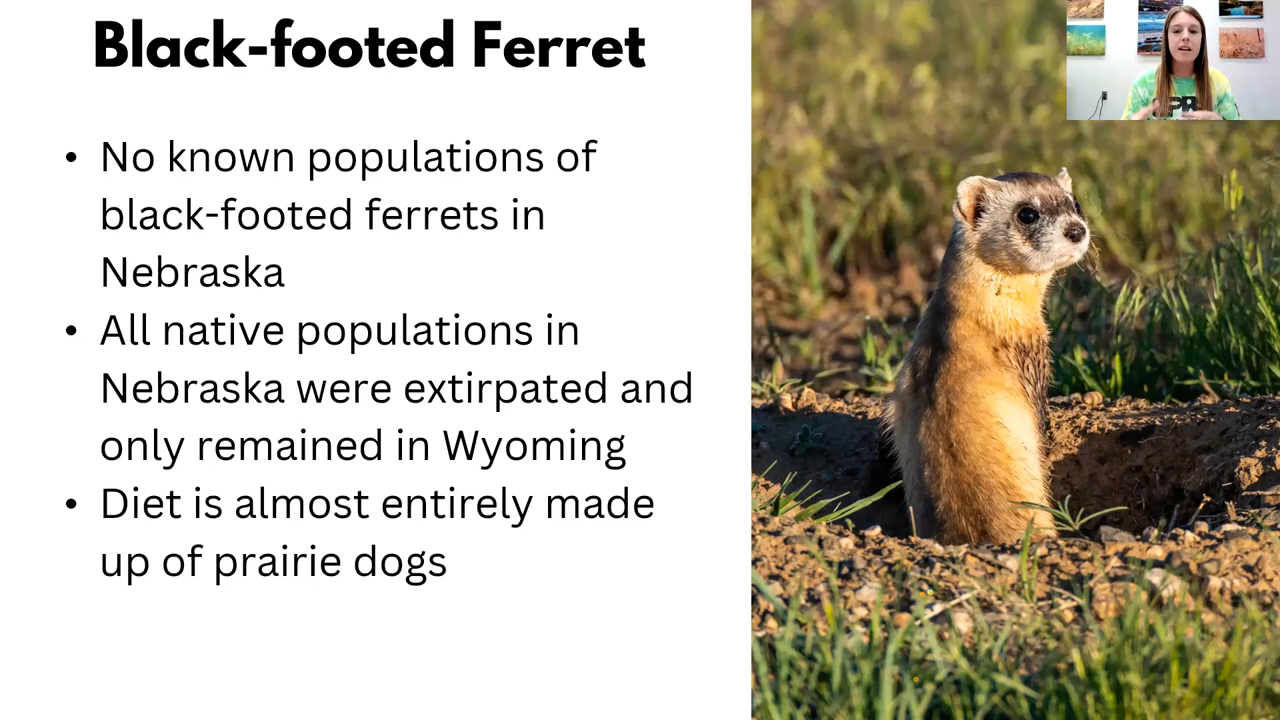 Black-footed Ferret
• No known populations of
black-footed ferrets in
Nebraska
• All native populations in
Nebraska were extirpated and
only remained in Wyoming
• Diet is almost entirely made
up of prairie dogs